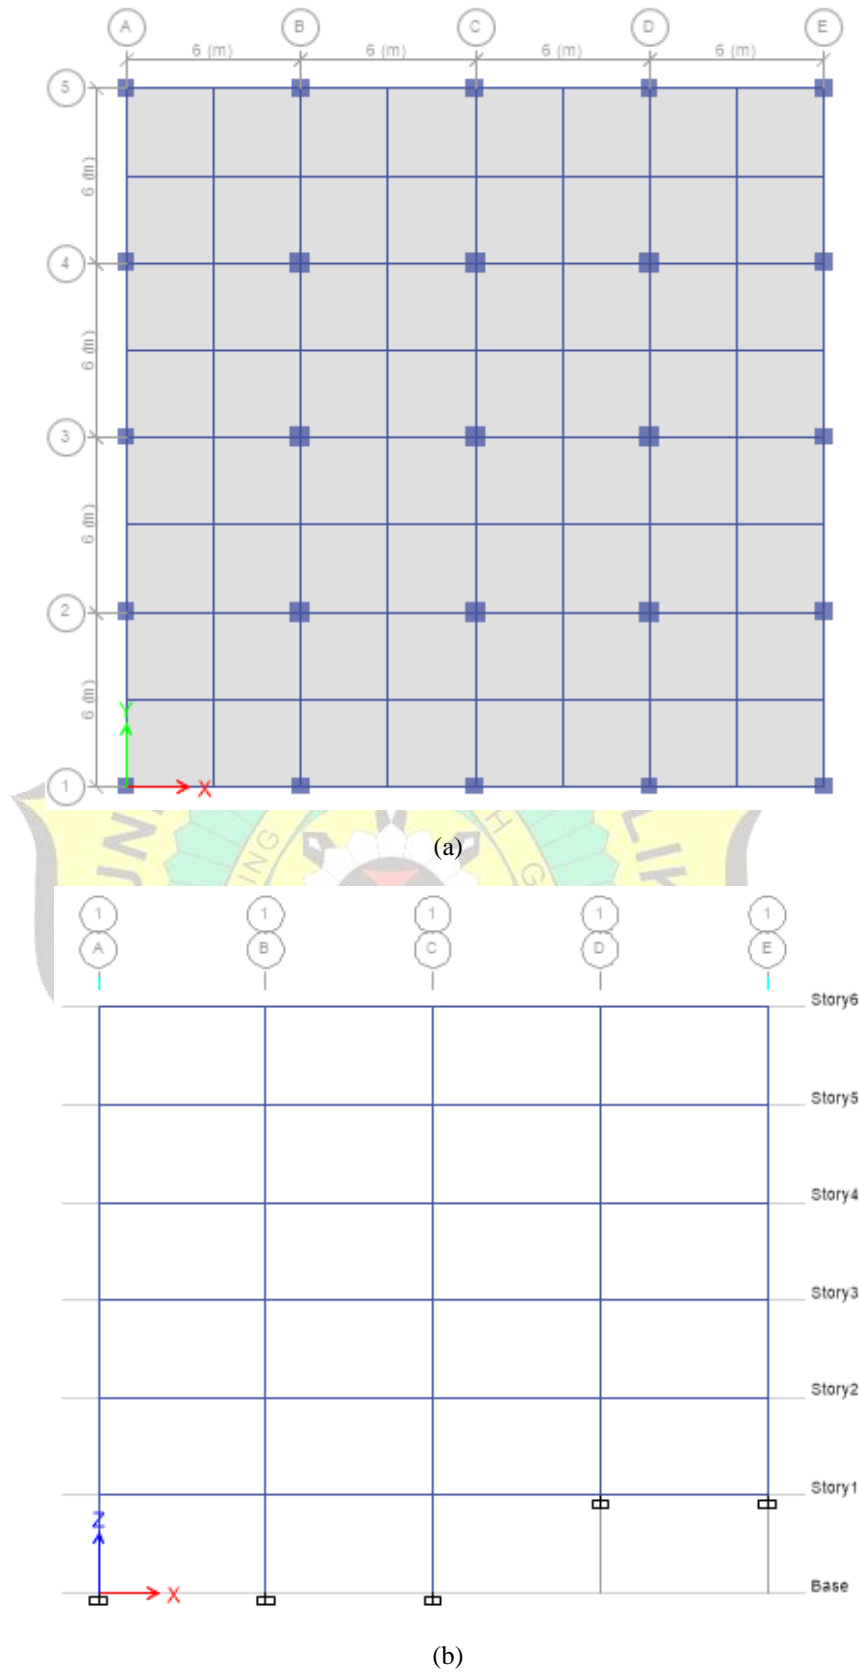 A B C D E
6 (m) 6 (m) 6 (m) 6 (m)
5
6 (m)
4
6 (m)
3
6 (m)
2
6 (m)
Y
1
X
(a)
1 1 1 1 1
A B C D E
Story6
Story5
Story4
Story3
Story2
Story1
Z
X
Base
(b)